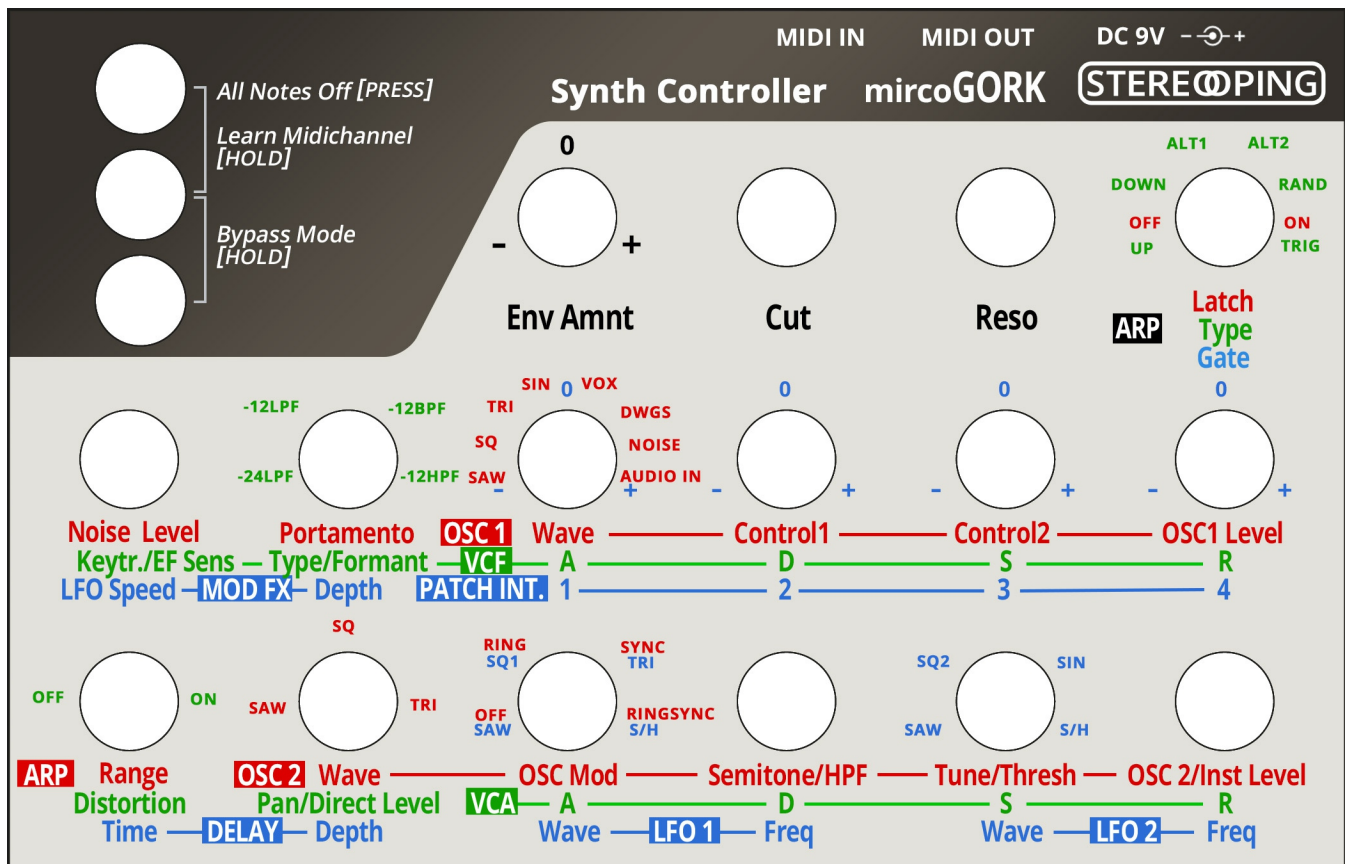 MIDI IN MIDI OUT DC 9V - +
Synth Controller mircoGORK STEREOOPING
All Notes Off [PRESS]
Learn Midichannel
[HOLD]
Bypass Mode
[HOLD]
0
- +
Env Amnt Cut Reso
ALT1 ALT2
DOWN RAND
OFF ON
UP TRIG
Latch
ARP Type
Gate
-12LPF -12BPF
-24LPF -12HPF
SIN 0 VOX
TRI DWGS
SQ NOISE
SAW AUDIO IN
- +
0
- +
0
- +
0
- +
Noise Level Portamento OSC 1 Wave Control1 Control2 OSC1 Level
Keytr./EF Sens Type/Formant VCF A D S R
LFO Speed MOD FX Depth PATCH INT. 1 2 3 4
OFF ON
SQ
SAW TRI
RING SYNC
SQ1 TRI
OFF RINGSYNC
SAW S/H
SQ2 SIN
SAW S/H
ARP Range OSC 2 Wave OSC Mod Semitone/HPF Tune/Thresh OSC 2/Inst Level
Distortion Pan/Direct Level VCA A D S R
Time DELAY Depth Wave LFO 1 Freq Wave LFO 2 Freq